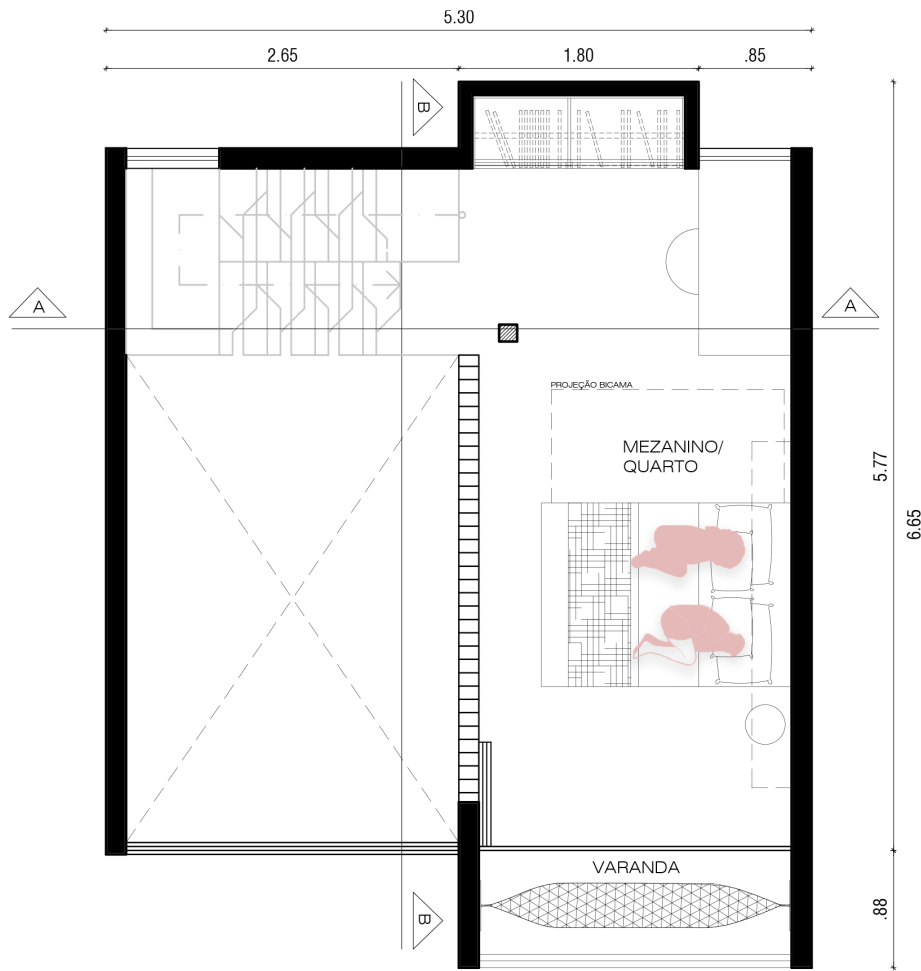 5.30
2.65
1.80
.85
B
A
A
PROJEÇÃO BICAMA
MEZANINO/
QUARTO
5.77
6.65
VARANDA
.88
B